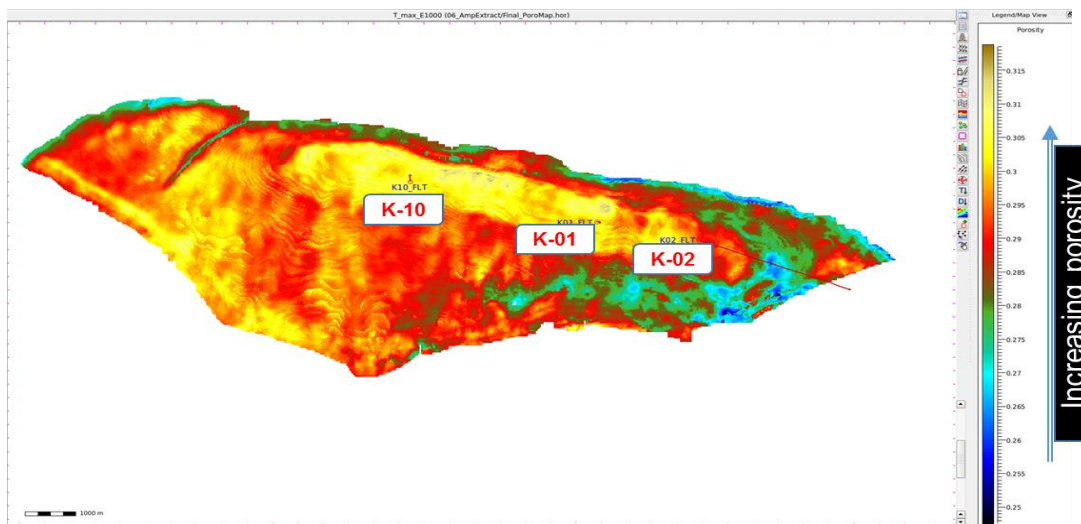 T_max_E1000 (06_AmpExtract/Final_PoroMap.hor)
Legend/Map View
Porosity
0.315
0.31
0.305
0.3
0.295
0.29
0.285
0.28
0.275
0.27
0.265
0.26
0.255
0.25
Increasing porosity
K10_FLT
K-10
K01_FLT
K-01
K02_FLT
K-02
1000 m